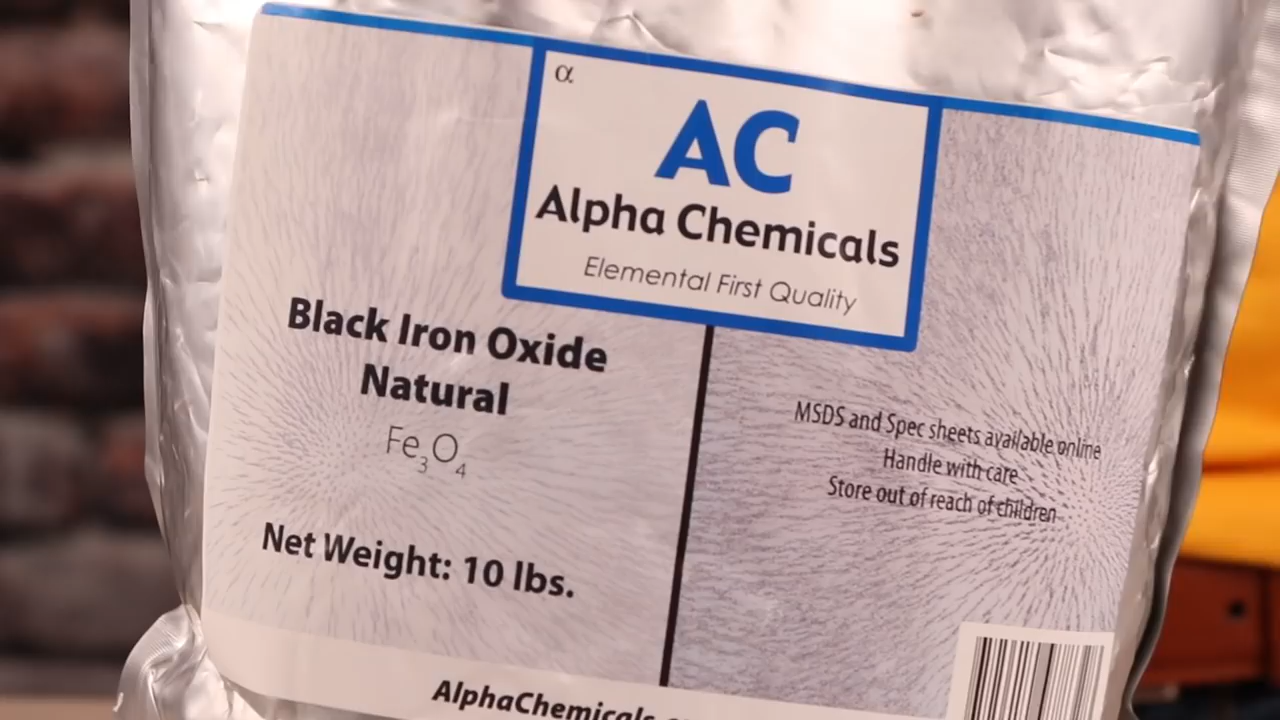 α
AC
Alpha Chemicals
Elemental First Quality
Black Iron Oxide
Natural
Fe₃O₄
Net Weight: 10 lbs.
MSDS and Spec sheets available online
Handle with care
Store out of reach of children